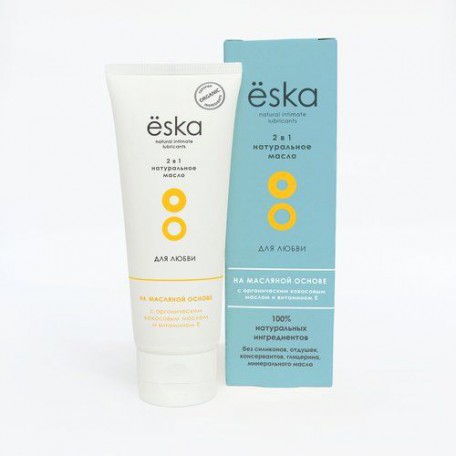 ORGANIC
ёska
natural intimate
lubricants
2 в 1
натуральное
масло
ДЛЯ ЛЮБВИ
НА МАСЛЯНОЙ ОСНОВЕ
с органическим
кокосовым маслом
и витамином Е
ёska
natural intimate
lubricants
2 в 1
натуральное
масло
ДЛЯ ЛЮБВИ
НА МАСЛЯНОЙ ОСНОВЕ
с органическим кокосовым
маслом и витамином Е
100%
натуральных
ингредиентов
без силиконов, отдушек,
консервантов, глицерина,
минерального масла